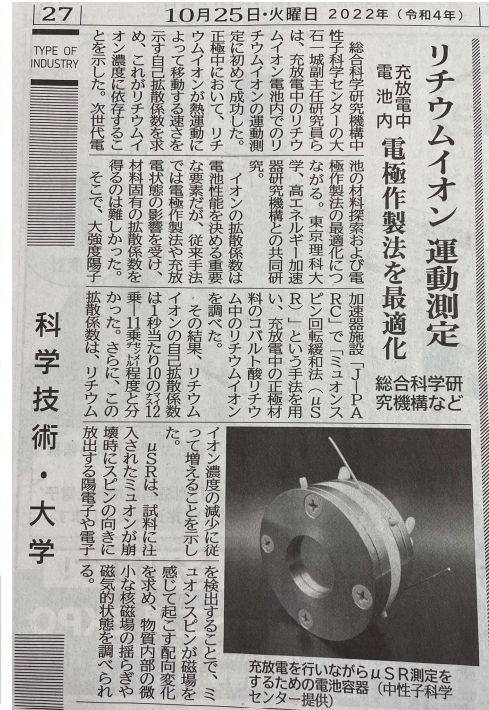 27
10月25日・火曜日 2022年（令和4年）
TYPE OF
INDUSTRY
科学技術・大学
リチウムイオン 運動測定
充放電中
電池内
電極作製法を最適化
総合科学研
究機構など
総合科学研究機構中
性子科学センターの大
石一城副主任研究員ら
は、充放電中のリチウ
ムイオン電池内でのリ
チウムイオンの運動測
定に初めて成功した。
正極中において、リチ
ウムイオンが熱運動に
よって移動する速さを
示す自己拡散係数を求
め、これがリチウムイ
オン濃度に依存するこ
とを示した。次世代電
池の材料探索および電
極作製法の最適化につ
ながる。東京理科大
学、高エネルギー加速
器研究機構との共同研
究。
イオンの拡散係数は
電池性能を決める重要
な要素だが、従来手法
では電極作製法や充放
電状態の影響を受け、
材料固有の拡散係数を
得るのは難しかった。
そこで、大強度陽子
加速器施設「J―PA
RC」で「ミュオンス
ピン回転緩和法（μS
R）」という手法を用
い、充放電中の正極材
料のコバルト酸リチウ
ム中のリチウムイオン
を調べた。
その結果、リチウム
イオンの自己拡散係数
は1秒当たり10のマイナス12
乗―11乗平方センチメートル程度と分
かった。さらに、この
拡散係数は、リチウム
イオン濃度の減少に従
って増えることを示し
た。
μSRは、試料に注
入されたミュオンが崩
壊時にスピンの向きに
放出する陽電子や電子
を検出することで、ミ
ュオンスピンが磁場を
感じて起こす配向変化
を求め、物質内部の微
小な核磁場の揺らぎや
磁気的状態を調べられ
る。
充放電を行いながらμSR測定を
するための電池容器（中性子科学
センター提供）